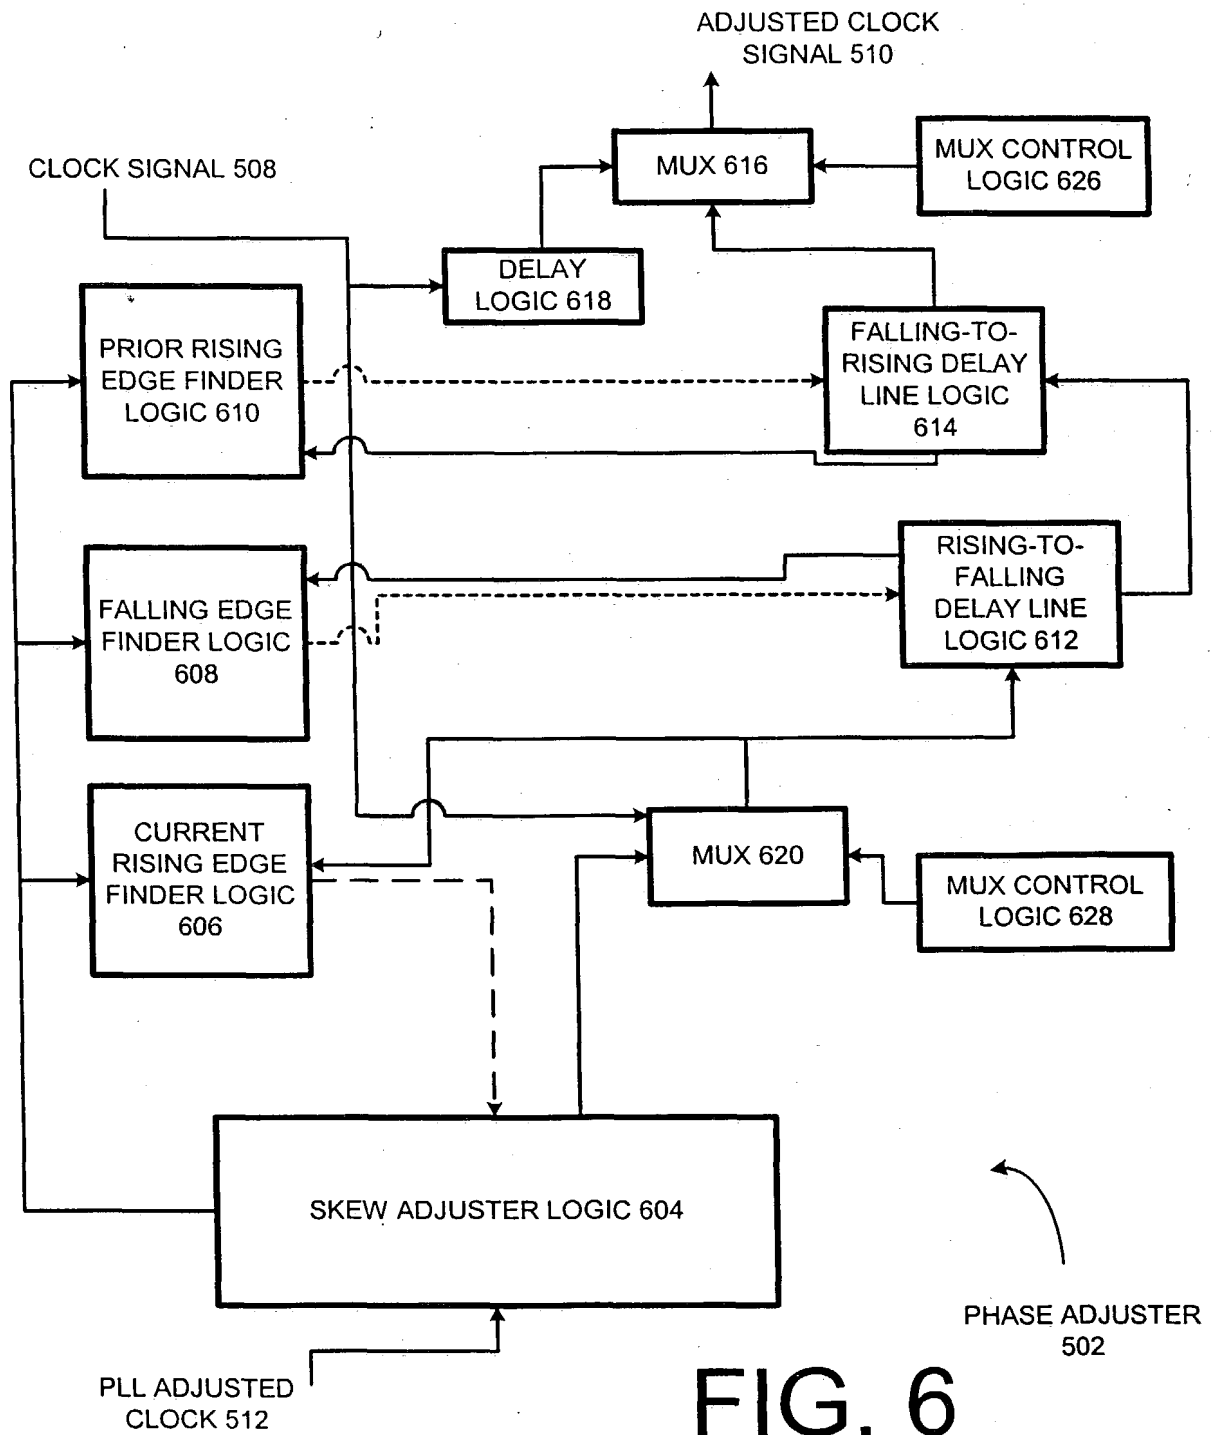 ADJUSTED CLOCK
SIGNAL 510
CLOCK SIGNAL 508
MUX 616
MUX CONTROL
LOGIC 626
DELAY
LOGIC 618
PRIOR RISING
EDGE FINDER
LOGIC 610
FALLING-TO-
RISING DELAY
LINE LOGIC
614
FALLING EDGE
FINDER LOGIC
608
RISING-TO-
FALLING
DELAY LINE
LOGIC 612
CURRENT
RISING EDGE
FINDER LOGIC
606
MUX 620
MUX CONTROL
LOGIC 628
SKEW ADJUSTER LOGIC 604
PHASE ADJUSTER
502
PLL ADJUSTED
CLOCK 512
FIG. 6